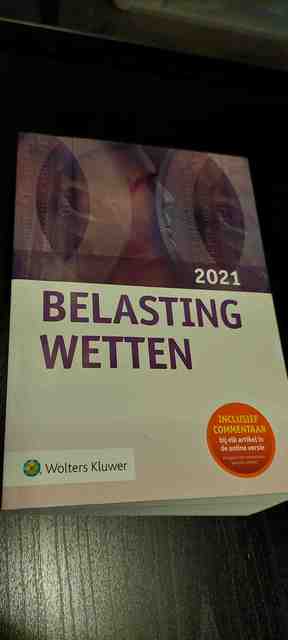 2021
BELASTING
WETTEN
INCLUSIEF
COMMENTAAR
bij elk artikel in
de online versie
Wolters Kluwer